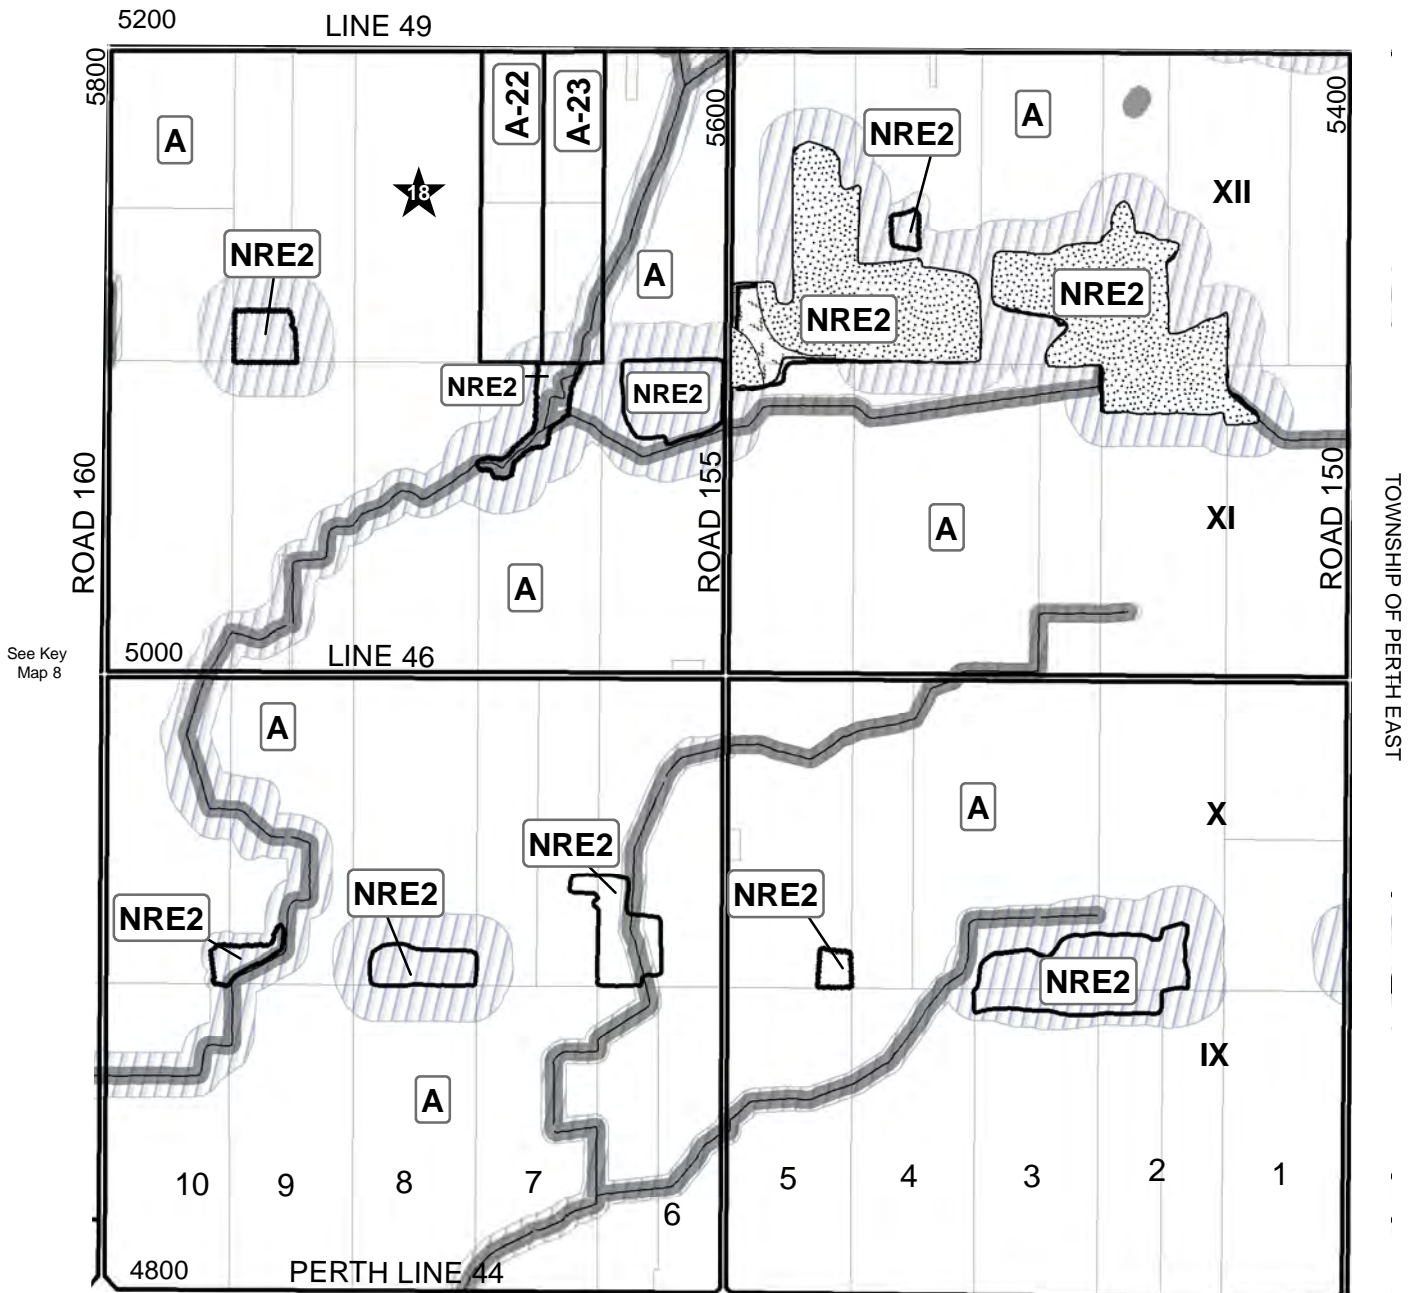 5200
LINE 49
5800
A-22
A-23
5600
5400
A
NRE2
A
18
XII
NRE2
A
NRE2
NRE2
NRE2
NRE2
ROAD 160
ROAD 155
ROAD 150
TOWNSHIP OF PERTH EAST
XI
A
A
See Key
Map 8
5000
LINE 46
A
A
X
NRE2
NRE2
NRE2
NRE2
NRE2
IX
A
10
9
8
7
6
5
4
3
2
1
4800
PERTH LINE 44